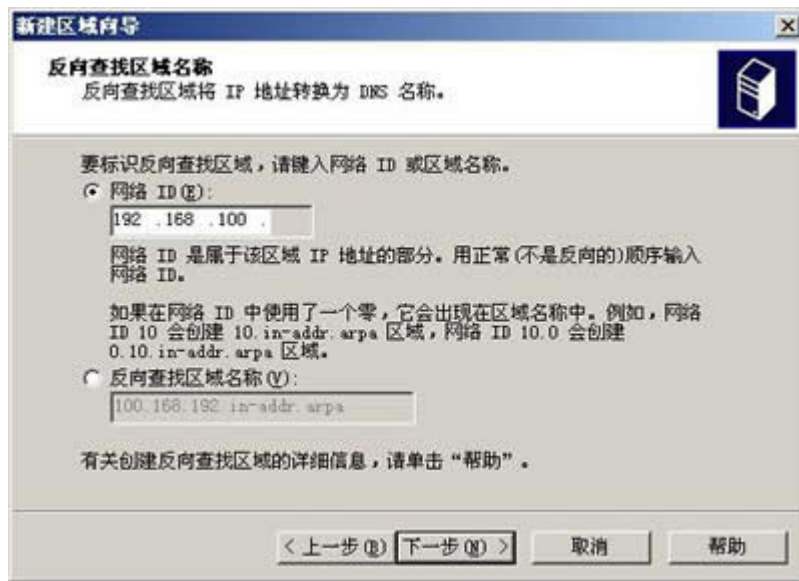 新建区域向导
反向查找区域名称
反向查找区域将 IP 地址转换为 DNS 名称。
要标识反向查找区域，请键入网络 ID 或区域名称。
网络 ID(E):
192 .168 .100 .
网络 ID 是属于该区域 IP 地址的部分。用正常(不是反向的)顺序输入
网络 ID。
如果在网络 ID 中使用了一个零，它会出现在区域名称中。例如，网络
ID 10 会创建 10.in-addr.arpa 区域，网络 ID 10.0 会创建
0.10.in-addr.arpa 区域。
反向查找区域名称(V):
100.168.192.in-addr.arpa
有关创建反向查找区域的详细信息，请单击“帮助”。
< 上一步(B) 下一步(N) > 取消 帮助